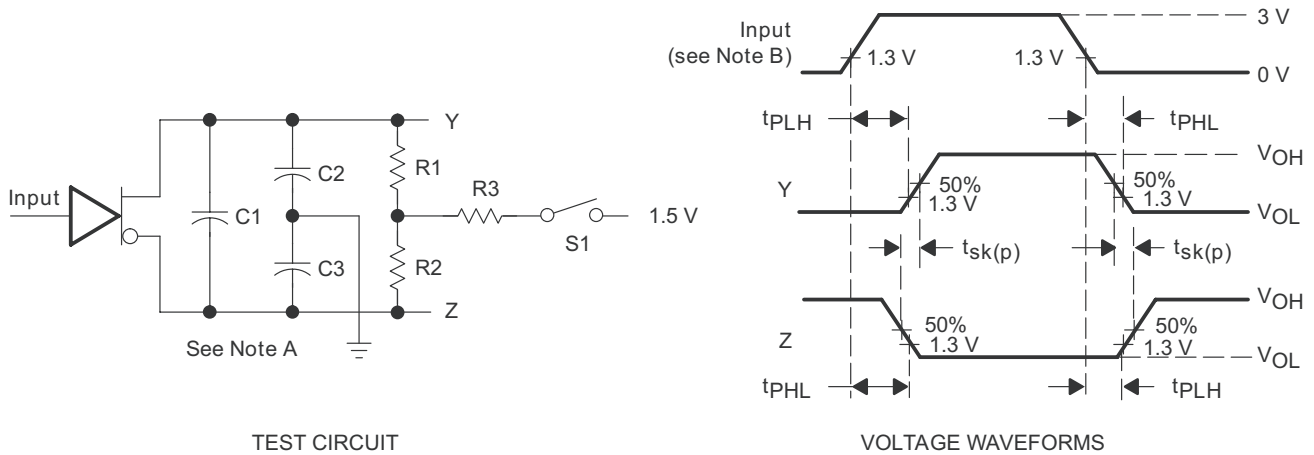 Input
Y
C1
C2
C3
R1
R2
R3
S1
1.5 V
Z
See Note A
TEST CIRCUIT
Input
(see Note B)
1.3 V
1.3 V
3 V
0 V
tPLH
tPHL
Y
50%
1.3 V
50%
1.3 V
VOH
VOL
tsk(p)
tsk(p)
Z
50%
1.3 V
50%
1.3 V
VOH
VOL
tPHL
tPLH
VOLTAGE WAVEFORMS